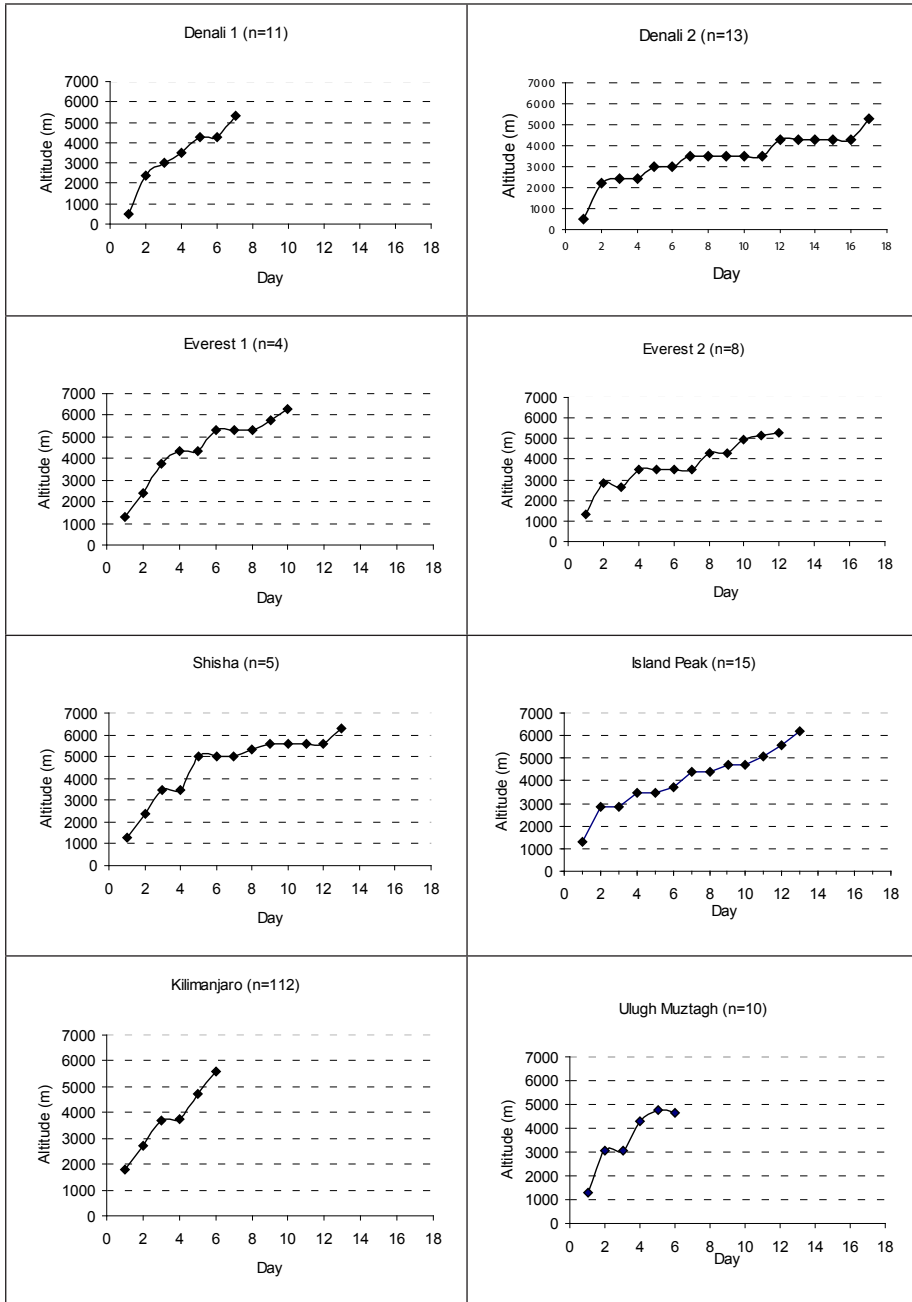 Denali 1 (n=11)
7000
6000
5000
4000
3000
2000
1000
0
Altitude (m)
0 2 4 6 8 10 12 14 16 18
Day
Denali 2 (n=13)
7000
6000
5000
4000
3000
2000
1000
0
Altitude (m)
0 2 4 6 8 10 12 14 16 18
Day
Everest 1 (n=4)
7000
6000
5000
4000
3000
2000
1000
0
Altitude (m)
0 2 4 6 8 10 12 14 16 18
Day
Everest 2 (n=8)
7000
6000
5000
4000
3000
2000
1000
0
Altitude (m)
0 2 4 6 8 10 12 14 16 18
Day
Shisha (n=5)
7000
6000
5000
4000
3000
2000
1000
0
Altitude (m)
0 2 4 6 8 10 12 14 16 18
Day
Island Peak (n=15)
7000
6000
5000
4000
3000
2000
1000
0
Altitude (m)
0 2 4 6 8 10 12 14 16 18
Day
Kilimanjaro (n=112)
7000
6000
5000
4000
3000
2000
1000
0
Altitude (m)
0 2 4 6 8 10 12 14 16 18
Day
Ulugh Muztagh (n=10)
7000
6000
5000
4000
3000
2000
1000
0
Altitude (m)
0 2 4 6 8 10 12 14 16 18
Day